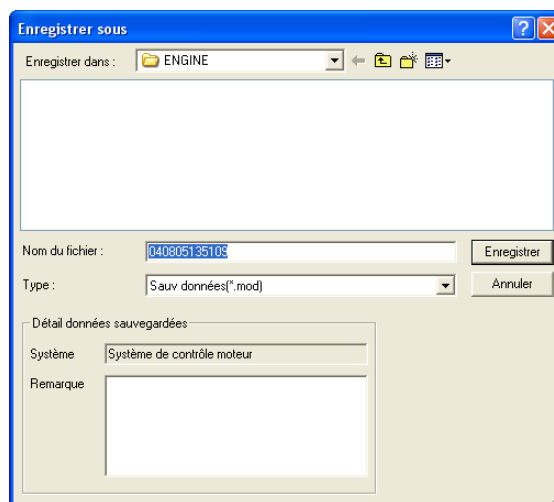 Enregistrer sous
Enregistrer dans :
ENGINE
Nom du fichier :
040805135109
Enregistrer
Type :
Sauv données(*.mod)
Annuler
Détail données sauvegardées
Système
Système de contrôle moteur
Remarque